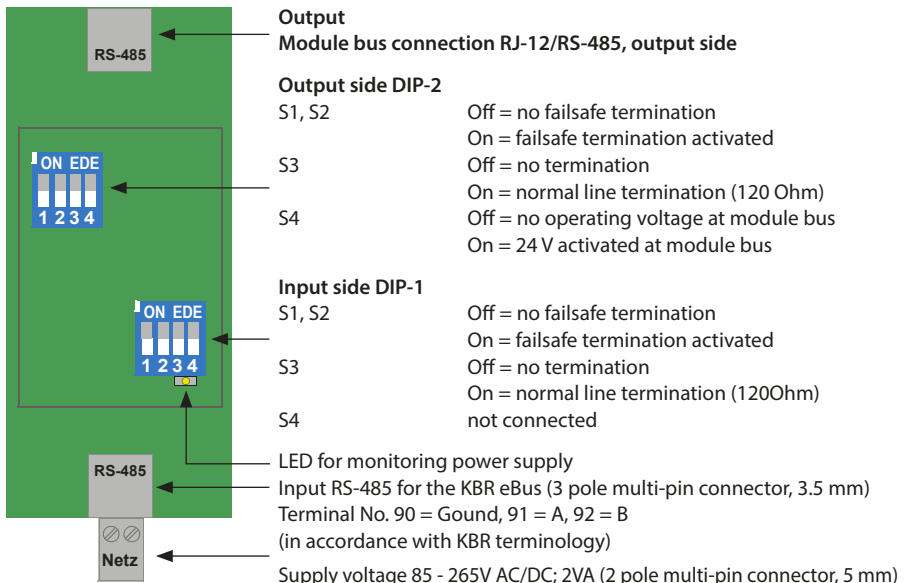 Output
RS-485
Module bus connection RJ-12/RS-485, output side
Output side DIP-2
S1, S2 Off = no failsafe termination
On = failsafe termination activated
S3 Off = no termination
On = normal line termination (120 Ohm)
S4 Off = no operating voltage at module bus
On = 24 V activated at module bus
ON EDE
1 2 3 4
Input side DIP-1
S1, S2 Off = no failsafe termination
On = failsafe termination activated
S3 Off = no termination
On = normal line termination (120Ohm)
S4 not connected
ON EDE
1 2 3 4
LED for monitoring power supply
RS-485
Input RS-485 for the KBR eBus (3 pole multi-pin connector, 3.5 mm)
Terminal No. 90 = Gound, 91 = A, 92 = B
(in accordance with KBR terminology)
Netz
Supply voltage 85 - 265V AC/DC; 2VA (2 pole multi-pin connector, 5 mm)